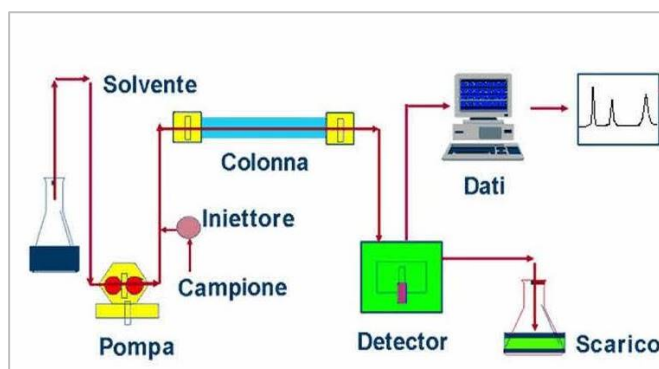 Solvente
Colonna
Iniettore
Campione
Pompa
Dati
Detector
Scarico